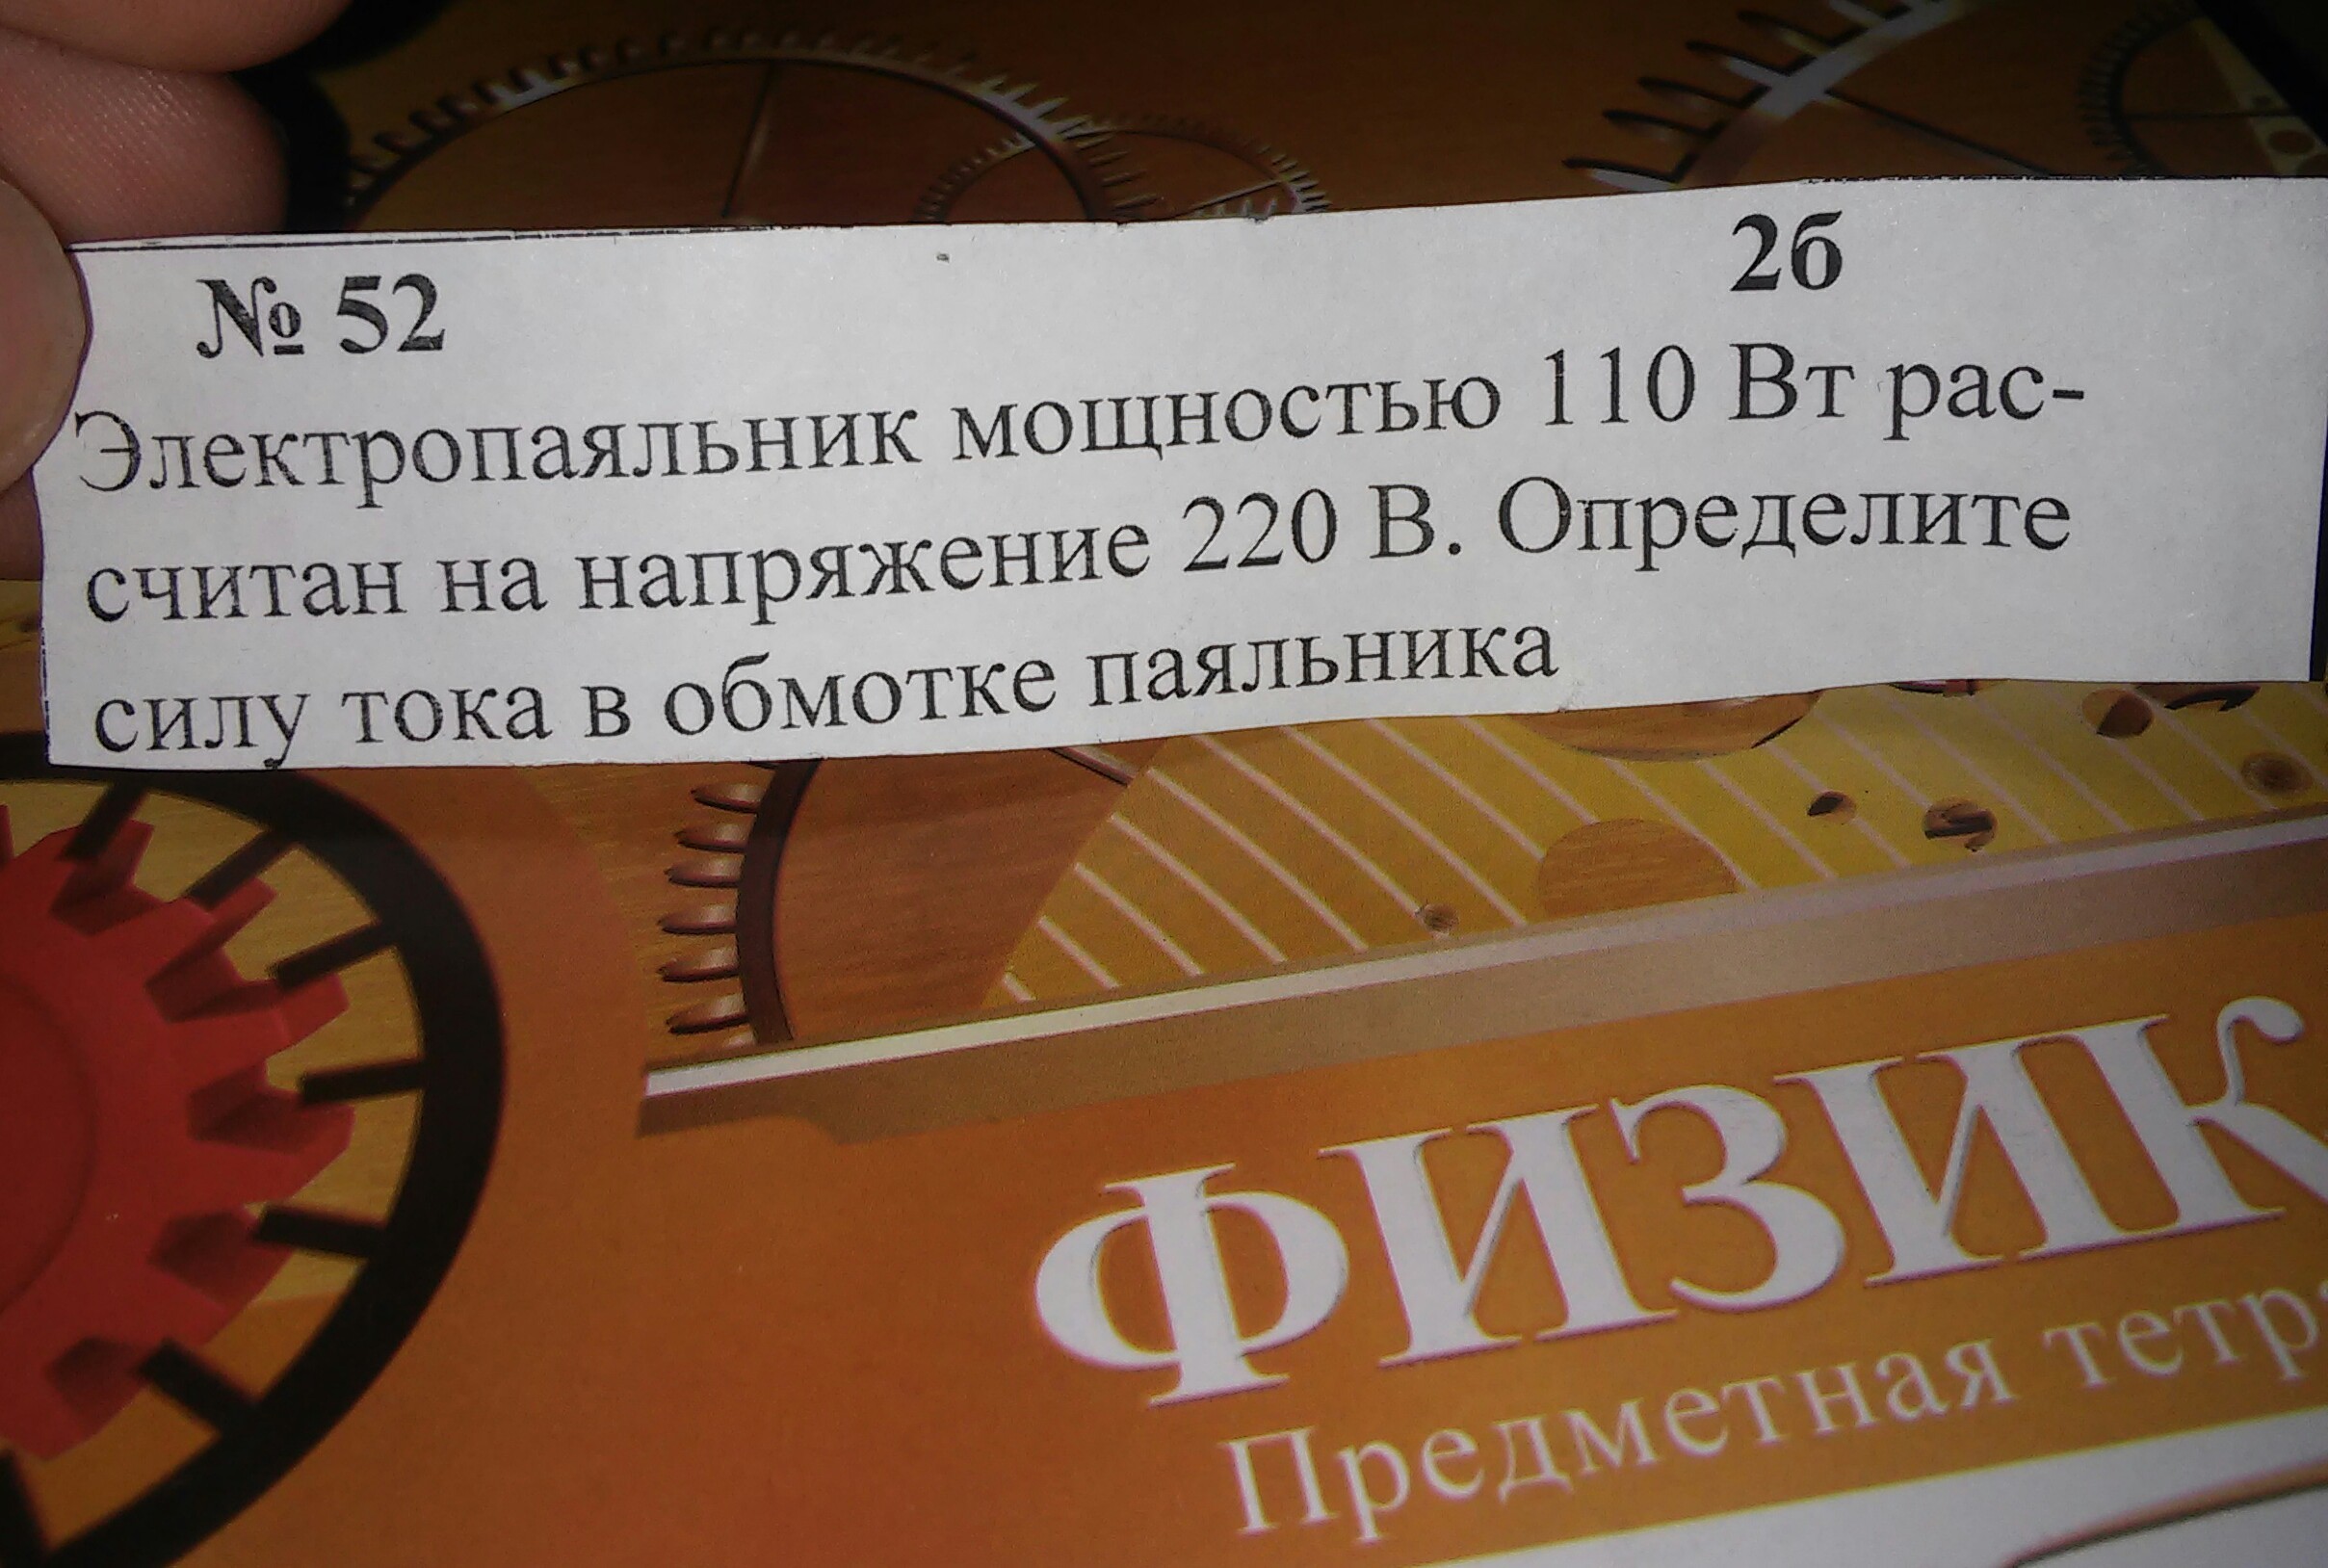 № 52 2б
Электропаяльник мощностью 110 Вт рас-
считан на напряжение 220 В. Определите
силу тока в обмотке паяльника
ФИЗИК
Предметная тетр